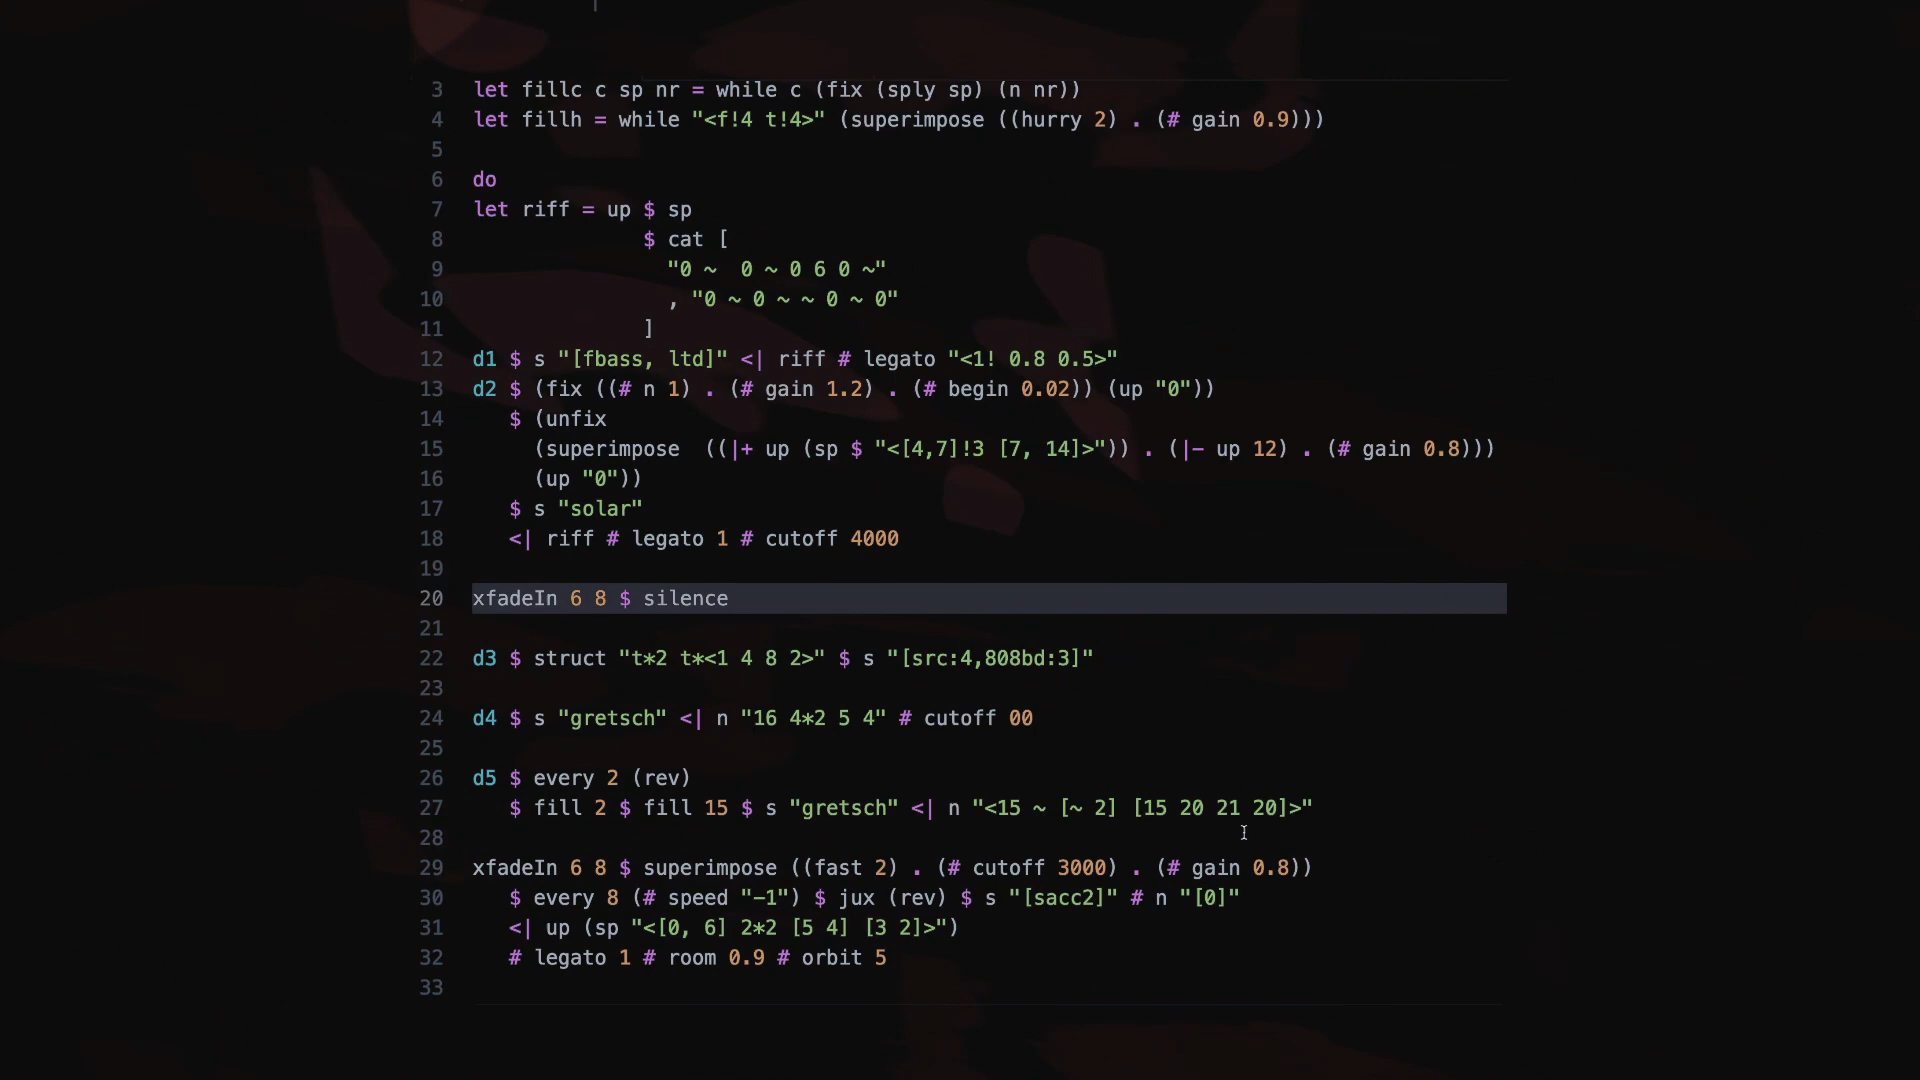 3 let fillc c sp nr = while c (fix (sply sp) (n nr))
4 let fillh = while "<f!4 t!4>" (superimpose ((hurry 2) . (# gain 0.9)))
5
6 do
7 let riff = up $ sp
8 $ cat [
9 "0 ~  0 ~ 0 6 0 ~"
10 , "0 ~ 0 ~ ~ 0 ~ 0"
11 ]
12 d1 $ s "[fbass, ltd]" <| riff # legato "<1! 0.8 0.5>"
13 d2 $ (fix ((# n 1) . (# gain 1.2) . (# begin 0.02)) (up "0"))
14 $ (unfix
15 (superimpose  ((|+ up (sp $ "<[4,7]!3 [7, 14]>")) . (|- up 12) . (# gain 0.8)))
16 (up "0"))
17 $ s "solar"
18 <| riff # legato 1 # cutoff 4000
19
20 xfadeIn 6 8 $ silence
21
22 d3 $ struct "t*2 t*<1 4 8 2>" $ s "[src:4,808bd:3]"
23
24 d4 $ s "gretsch" <| n "16 4*2 5 4" # cutoff 00
25
26 d5 $ every 2 (rev)
27 $ fill 2 $ fill 15 $ s "gretsch" <| n "<15 ~ [~ 2] [15 20 21 20]>"
28
29 xfadeIn 6 8 $ superimpose ((fast 2) . (# cutoff 3000) . (# gain 0.8))
30 $ every 8 (# speed "-1") $ jux (rev) $ s "[sacc2]" # n "[0]"
31 <| up (sp "<[0, 6] 2*2 [5 4] [3 2]>")
32 # legato 1 # room 0.9 # orbit 5
33